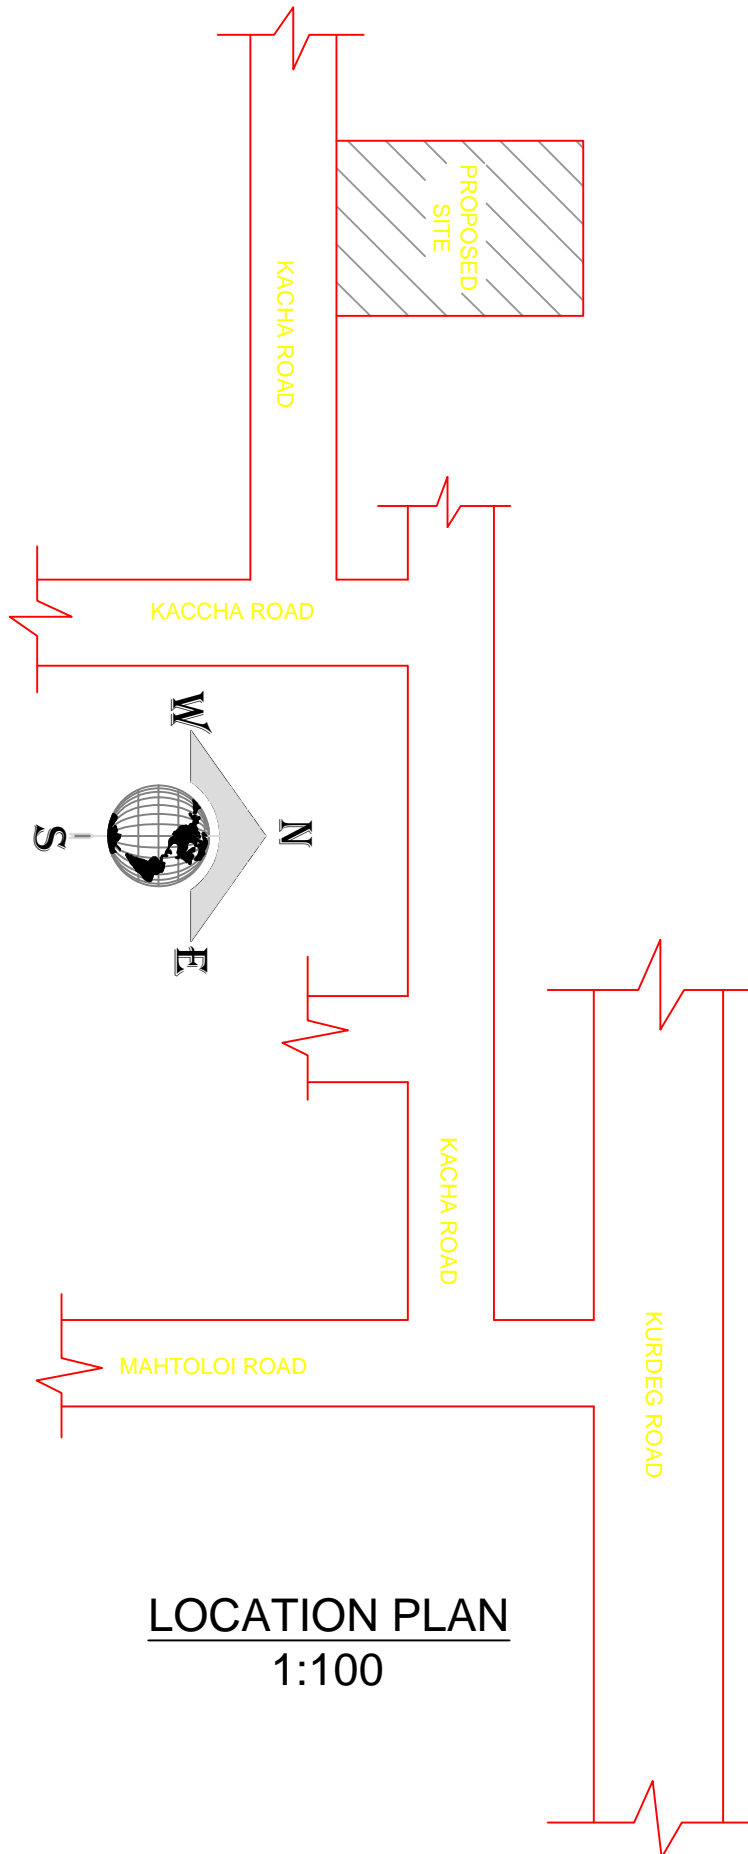 PROPOSED
SITE
KACHA ROAD
KACCHA ROAD
W
N
S
E
KACHA ROAD
KURDEG ROAD
MAHTOLOI ROAD
LOCATION PLAN
1:100